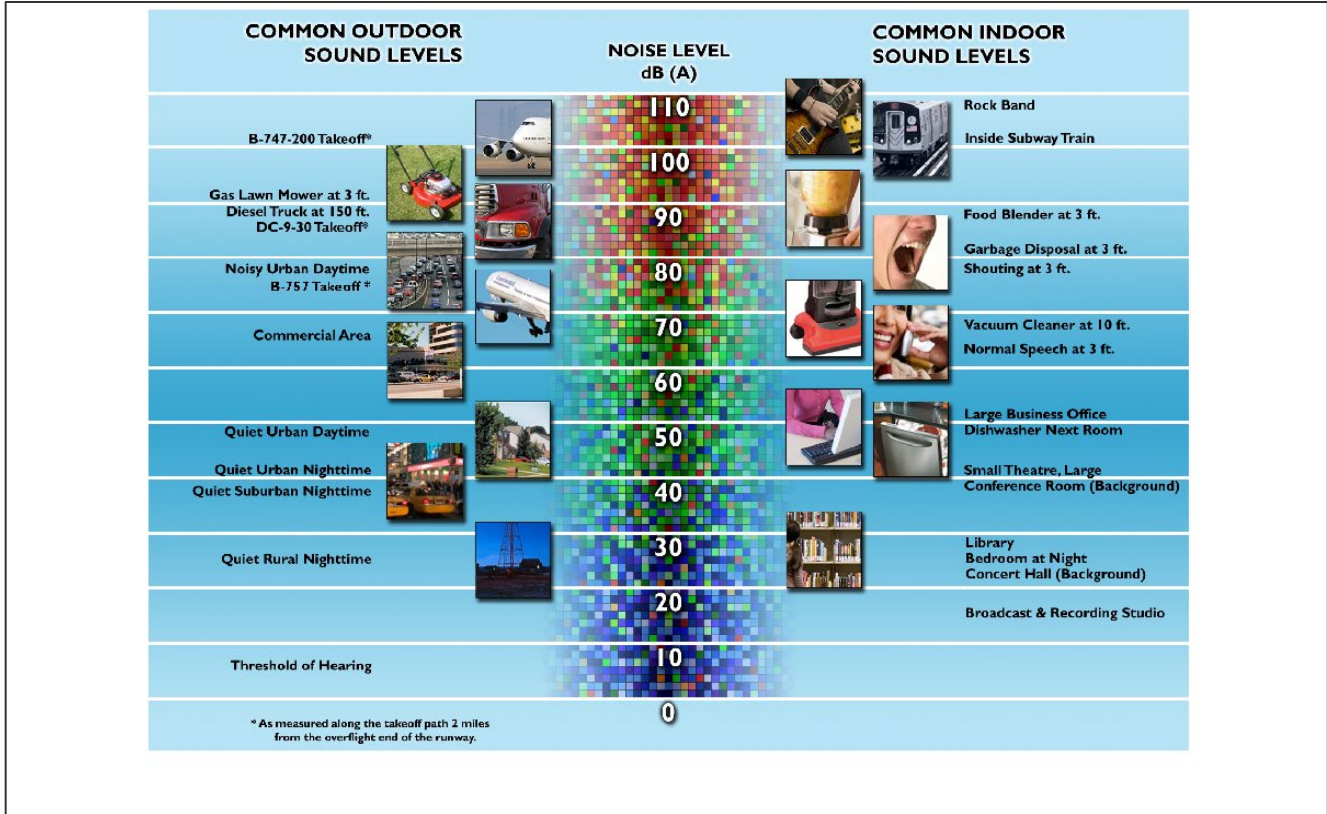 COMMON OUTDOOR
SOUND LEVELS
NOISE LEVEL
dB (A)
COMMON INDOOR
SOUND LEVELS
110
Rock Band
B-747-200 Takeoff*
Inside Subway Train
100
Gas Lawn Mower at 3 ft.
Diesel Truck at 150 ft.
DC-9-30 Takeoff*
90
Food Blender at 3 ft.
Garbage Disposal at 3 ft.
Noisy Urban Daytime
B-757 Takeoff *
80
Shouting at 3 ft.
Commercial Area
70
Vacuum Cleaner at 10 ft.
Normal Speech at 3 ft.
60
Large Business Office
Quiet Urban Daytime
50
Dishwasher Next Room
Quiet Urban Nighttime
Quiet Suburban Nighttime
40
Small Theatre, Large
Conference Room (Background)
Quiet Rural Nighttime
30
Library
Bedroom at Night
Concert Hall (Background)
20
Broadcast & Recording Studio
Threshold of Hearing
10
0
* As measured along the takeoff path 2 miles
from the overflight end of the runway.